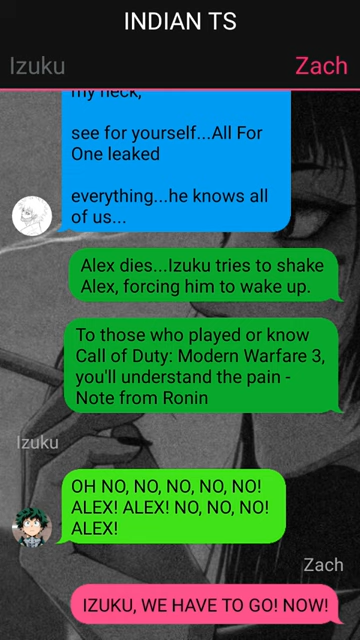 INDIAN TS
Izuku
Zach
my neck,
see for yourself...All For
One leaked
everything...he knows all
of us...
Alex dies...Izuku tries to shake
Alex, forcing him to wake up.
To those who played or know
Call of Duty: Modern Warfare 3,
you'll understand the pain -
Note from Ronin
Izuku
OH NO, NO, NO, NO, NO!
ALEX! ALEX! NO, NO, NO!
ALEX!
Zach
IZUKU, WE HAVE TO GO! NOW!